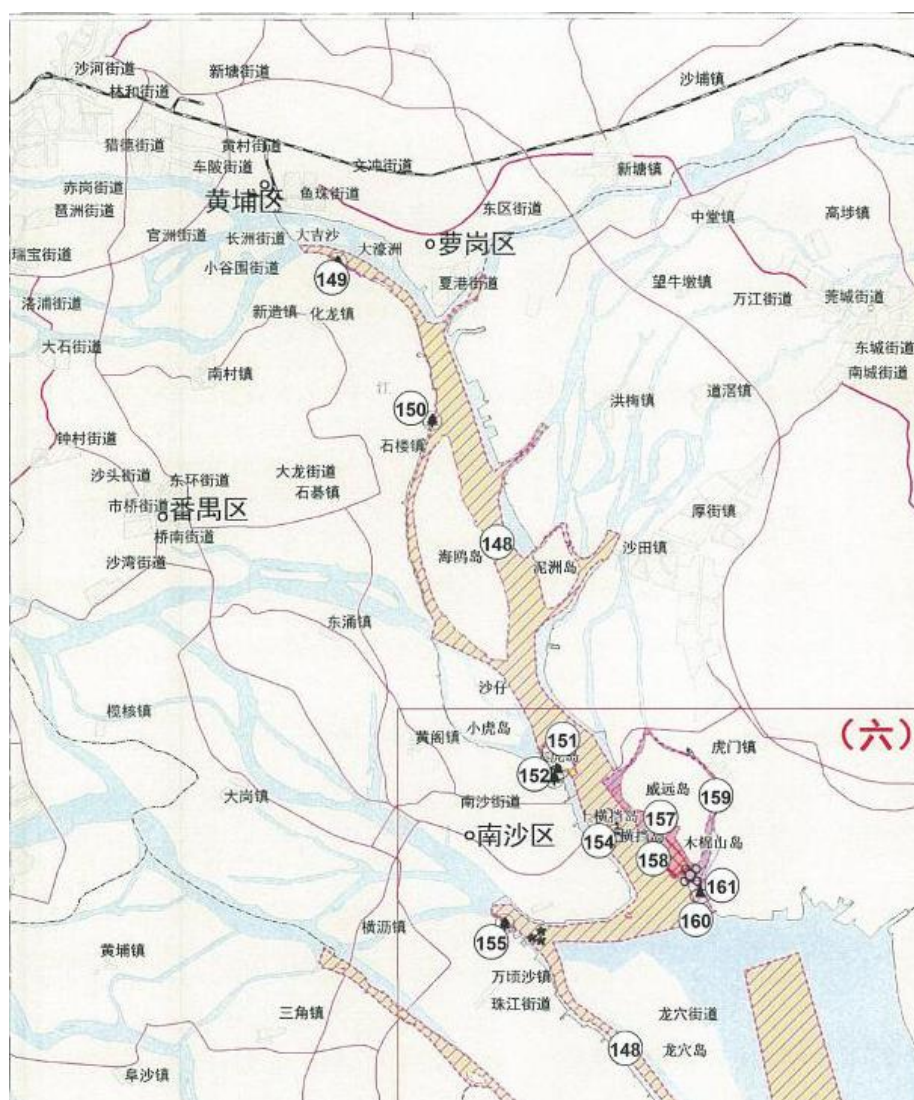 沙河街道
新塘街道
沙埔镇
林和街道
猎德街道
黄村街道
车陂街道
文冲街道
新塘镇
赤岗街道
黄埔区
鱼珠街道
琶洲街道
东区街道
中堂镇
高埗镇
官洲街道
长洲街道
大吉沙
大濠洲
萝岗区
瑞宝街道
小谷围街道
149
夏港街道
望牛墩镇
万江街道
莞城街道
洛浦街道
新造镇
化龙镇
大石街道
东城街道
南村镇
南城街道
江
150
洪梅镇
道滘镇
钟村街道
石楼镇
沙头街道
东环街道
大龙街道
石碁镇
市桥街道
番禺区
厚街镇
桥南街道
海鸥岛
148
泥洲岛
沙田镇
沙湾街道
东涌镇
沙仔
榄核镇
小虎岛
151
黄阁镇
虎门镇
(六)
152
威远岛
159
大岗镇
南沙街道
横挡岛
157
南沙区
154
横挡岛
木棉山岛
158
161
160
横沥镇
155
黄埔镇
万顷沙镇
珠江街道
三角镇
龙穴街道
148
龙穴岛
阜沙镇